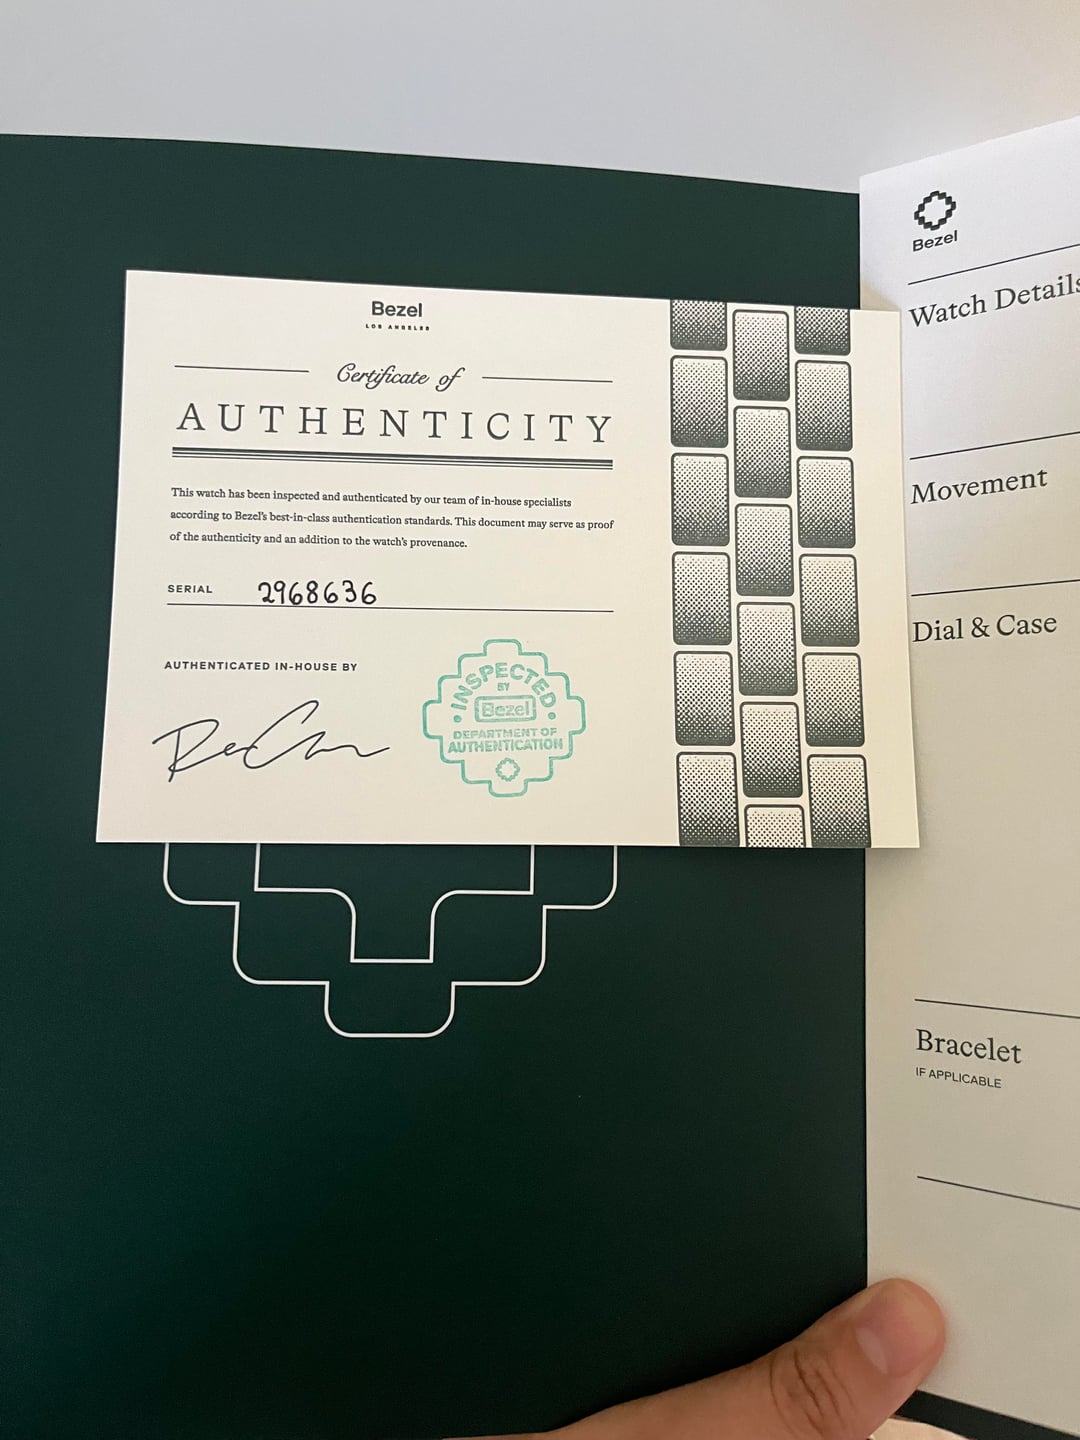 Bezel
LOS ANGELES
Certificate of
AUTHENTICITY
This watch has been inspected and authenticated by our team of in-house specialists
according to Bezel's best-in-class authentication standards. This document may serve as proof
of the authenticity and an addition to the watch's provenance.
SERIAL 2968636
AUTHENTICATED IN-HOUSE BY
INSPECTED
BY
Bezel
DEPARTMENT OF
AUTHENTICATION
Bezel
Watch Details
Movement
Dial & Case
Bracelet
IF APPLICABLE